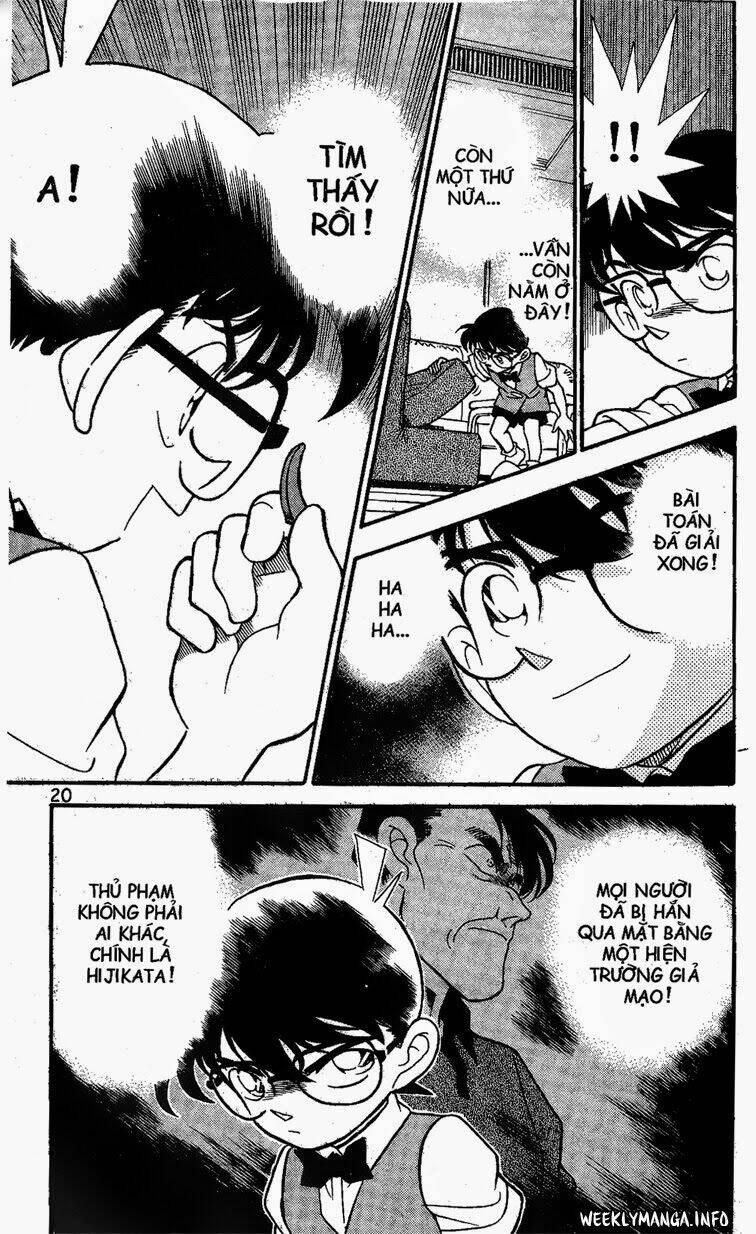 !!
CÒN
MỘT THỨ
NỮA...
...VẪN
CÒN
NẰM Ở
ĐÂY!
TÌM
THẤY
RỒI!
A!
BÀI
TOÁN
ĐÃ GIẢI
XONG!
HA
HA
HA...
20
MỌI NGƯỜI
ĐÃ BỊ HẮN
QUA MẶT BẰNG
MỘT HIỆN
TRƯỜNG GIẢ
MẠO!
THỦ PHẠM
KHÔNG PHẢI
AI KHÁC,
CHÍNH LÀ
HIJIKATA!
WEEKLYMANGA.INFO